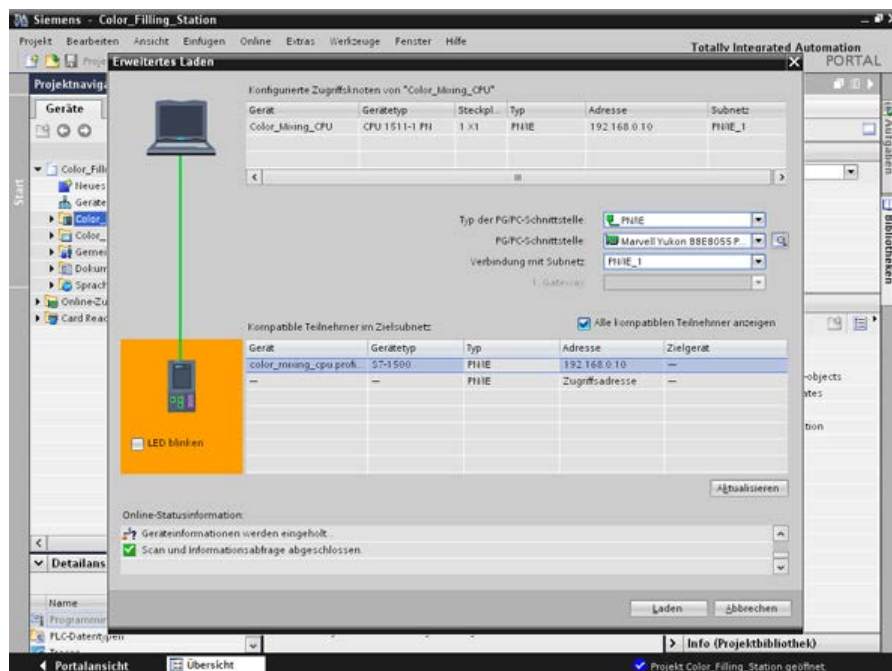 Siemens - Color_Filling_Station
Projekt Bearbeiten Ansicht Einfügen Online Extras Werkzeuge Fenster Hilfe
Totally Integrated Automation
PORTAL
Erweitertes Laden
Projektnavig
Geräte
Start
Color_Fill
Neues
Geräte
Color_
Color_
Gemei
Dokum
Sprach
Online-Zu
Card Read
Konfigurierte Zugriffsknoten von "Color_Mixing_CPU"
Gerät Gerätetyp Steckpl... Typ Adresse Subnetz
Color_Mixing_CPU CPU 1511-1 PN 1 X1 PN/IE 192.168.0.10 PN/IE_1
Typ der PG/PC-Schnittstelle: PN/IE
PG/PC-Schnittstelle: Marvell Yukon 88E8055 P...
Verbindung mit Subnetz: PN/IE_1
1. Gateway:
Kompatible Teilnehmer im Zielsubnetz:
Alle kompatiblen Teilnehmer anzeigen
Gerät Gerätetyp Typ Adresse Zielgerät
color_mixing_cpu.profi... S7-1500 PN/IE 192.168.0.10 —
— — PN/IE Zugriffsadresse —
LED blinken
Aktualisieren
Online-Statusinformation:
Geräteinformationen werden eingeholt...
Scan und Informationsabfrage abgeschlossen.
Laden Abbrechen
Aufgaben
Bibliotheken
-objects
ates
tion
Detailans
Name
Programmi
PLC-Datentypen
Info (Projektbibliothek)
Portalansicht Übersicht
Projekt Color_Filling_Station geöffnet.